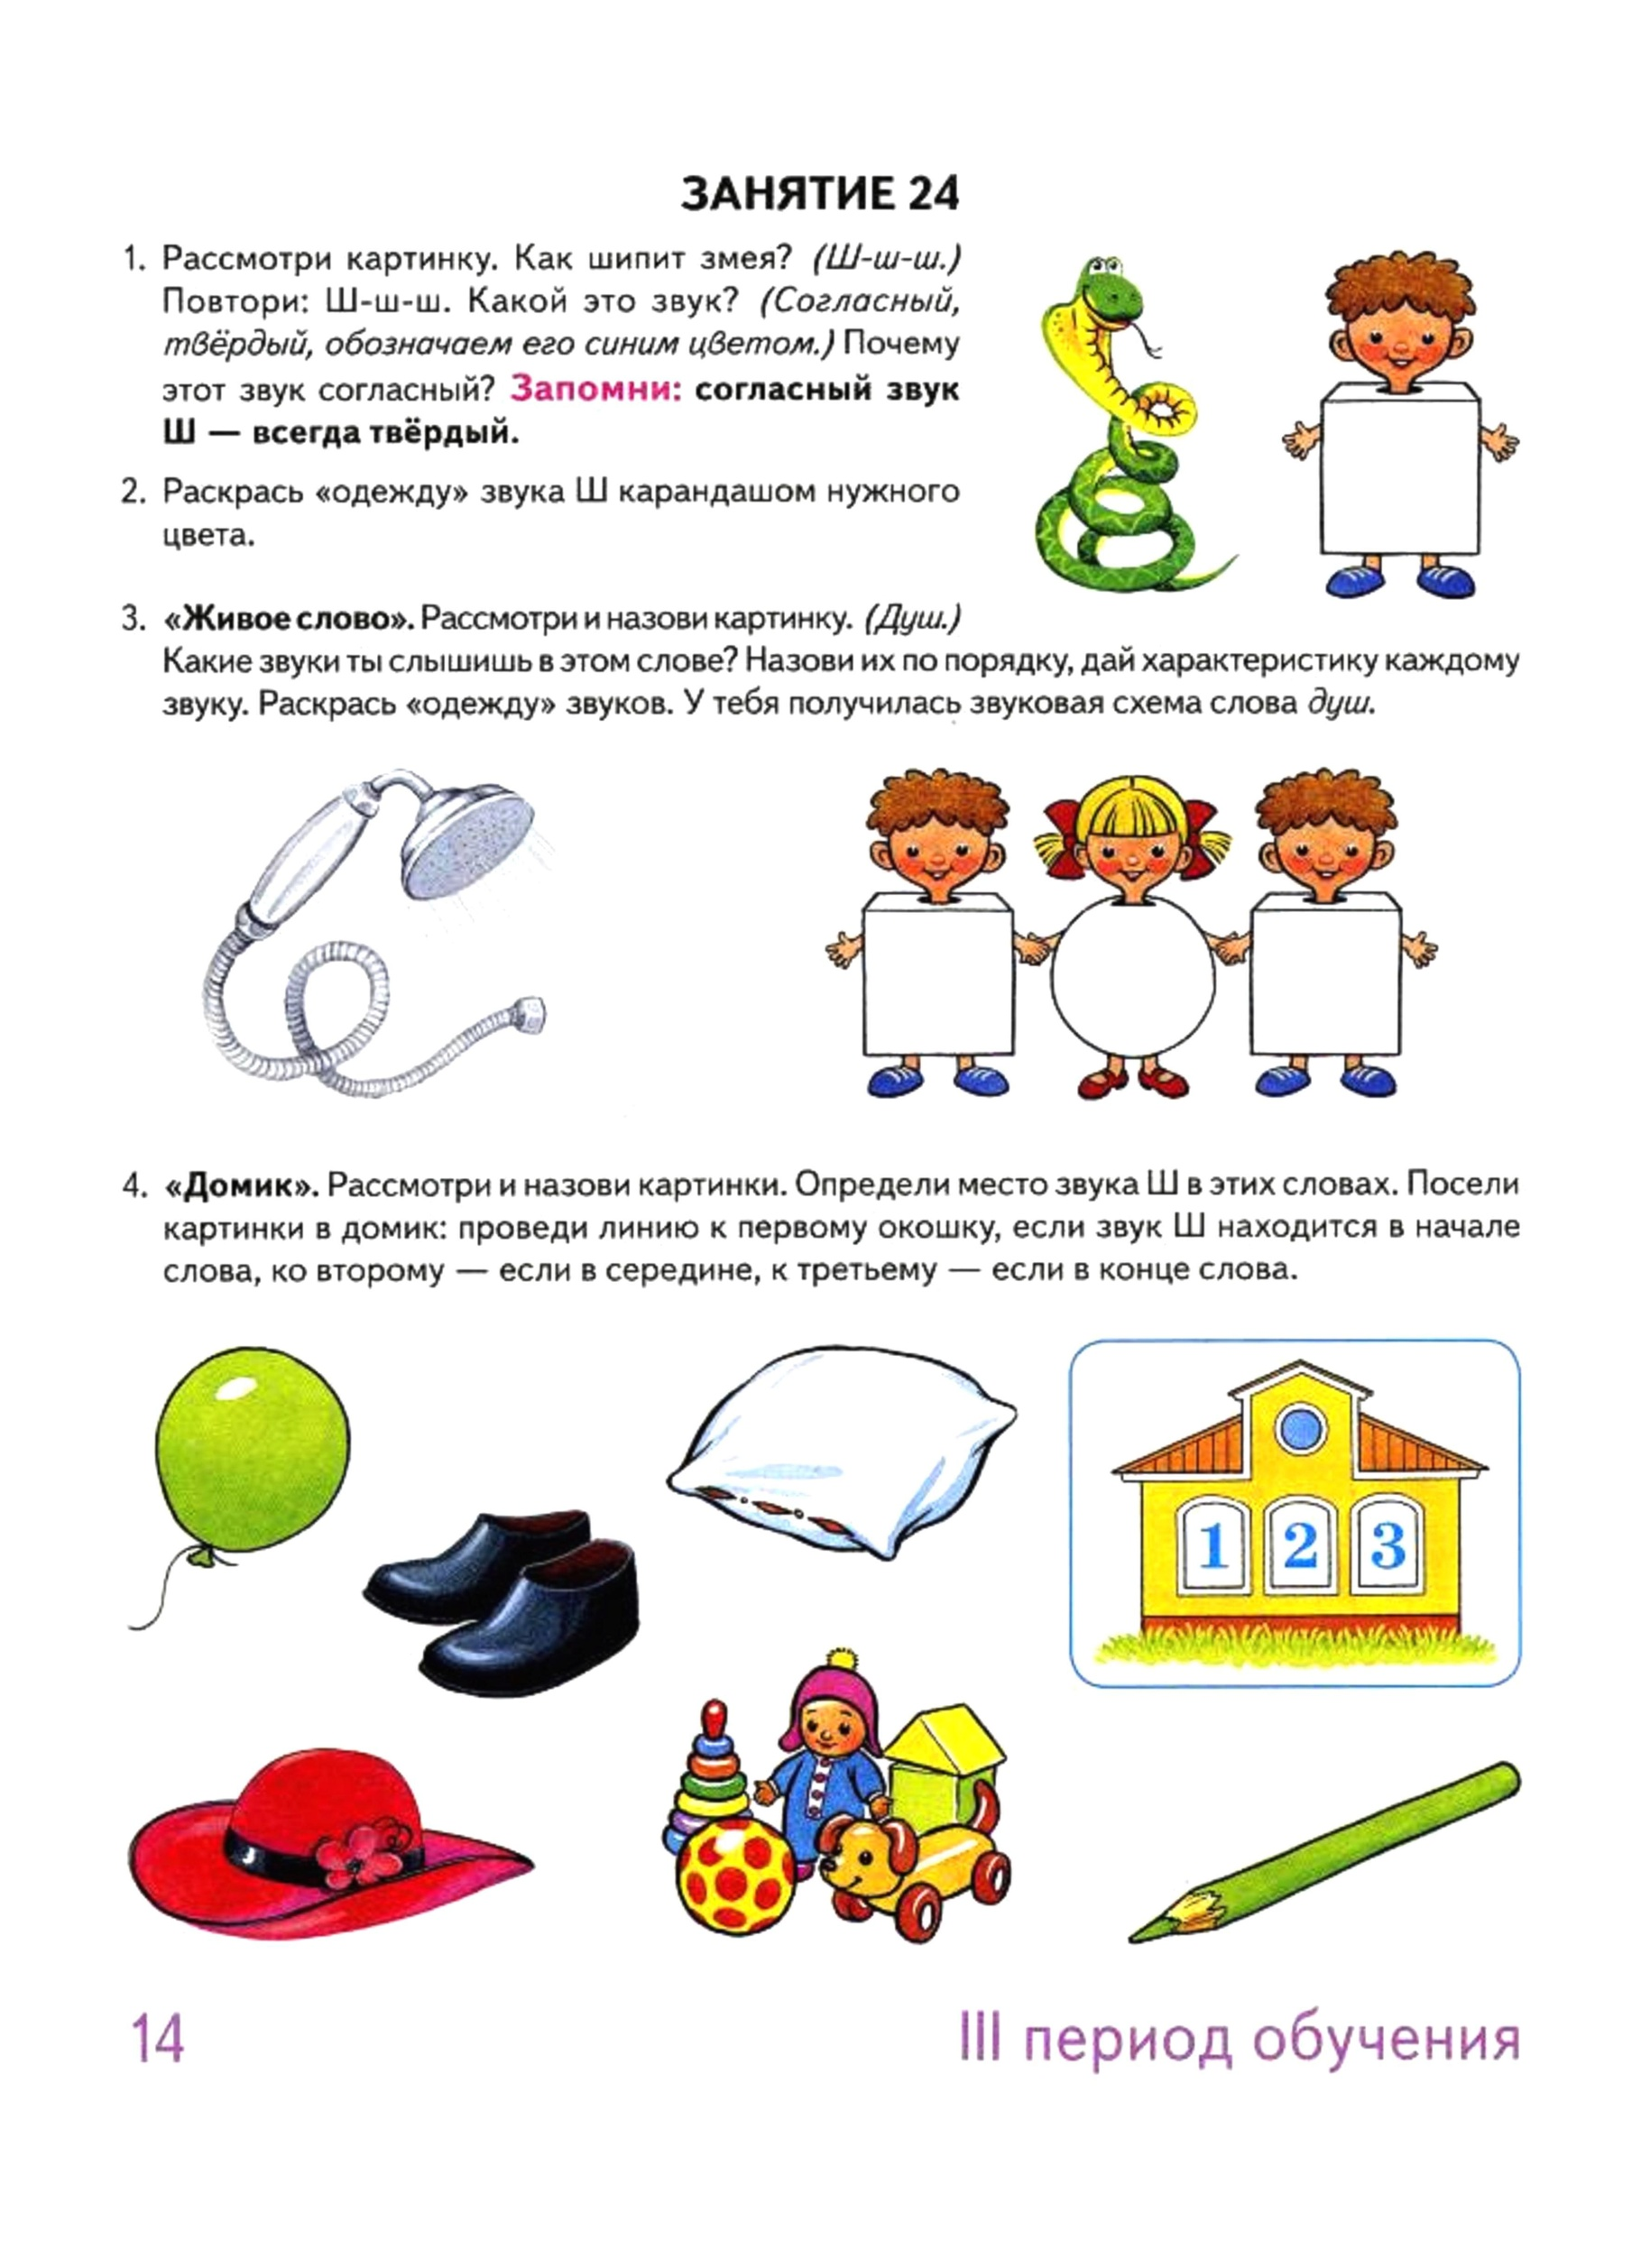 ЗАНЯТИЕ 24
1. Рассмотри картинку. Как шипит змея? (Ш-ш-ш.)
Повтори: Ш-ш-ш. Какой это звук? (Согласный,
твёрдый, обозначаем его синим цветом.) Почему
этот звук согласный? Запомни: согласный звук
Ш — всегда твёрдый.
2. Раскрась «одежду» звука Ш карандашом нужного
цвета.
3. «Живое слово». Рассмотри и назови картинку. (Душ.)
Какие звуки ты слышишь в этом слове? Назови их по порядку, дай характеристику каждому
звуку. Раскрась «одежду» звуков. У тебя получилась звуковая схема слова душ.
4. «Домик». Рассмотри и назови картинки. Определи место звука Ш в этих словах. Посели
картинки в домик: проведи линию к первому окошку, если звук Ш находится в начале
слова, ко второму — если в середине, к третьему — если в конце слова.
1 2 3
14
III период обучения